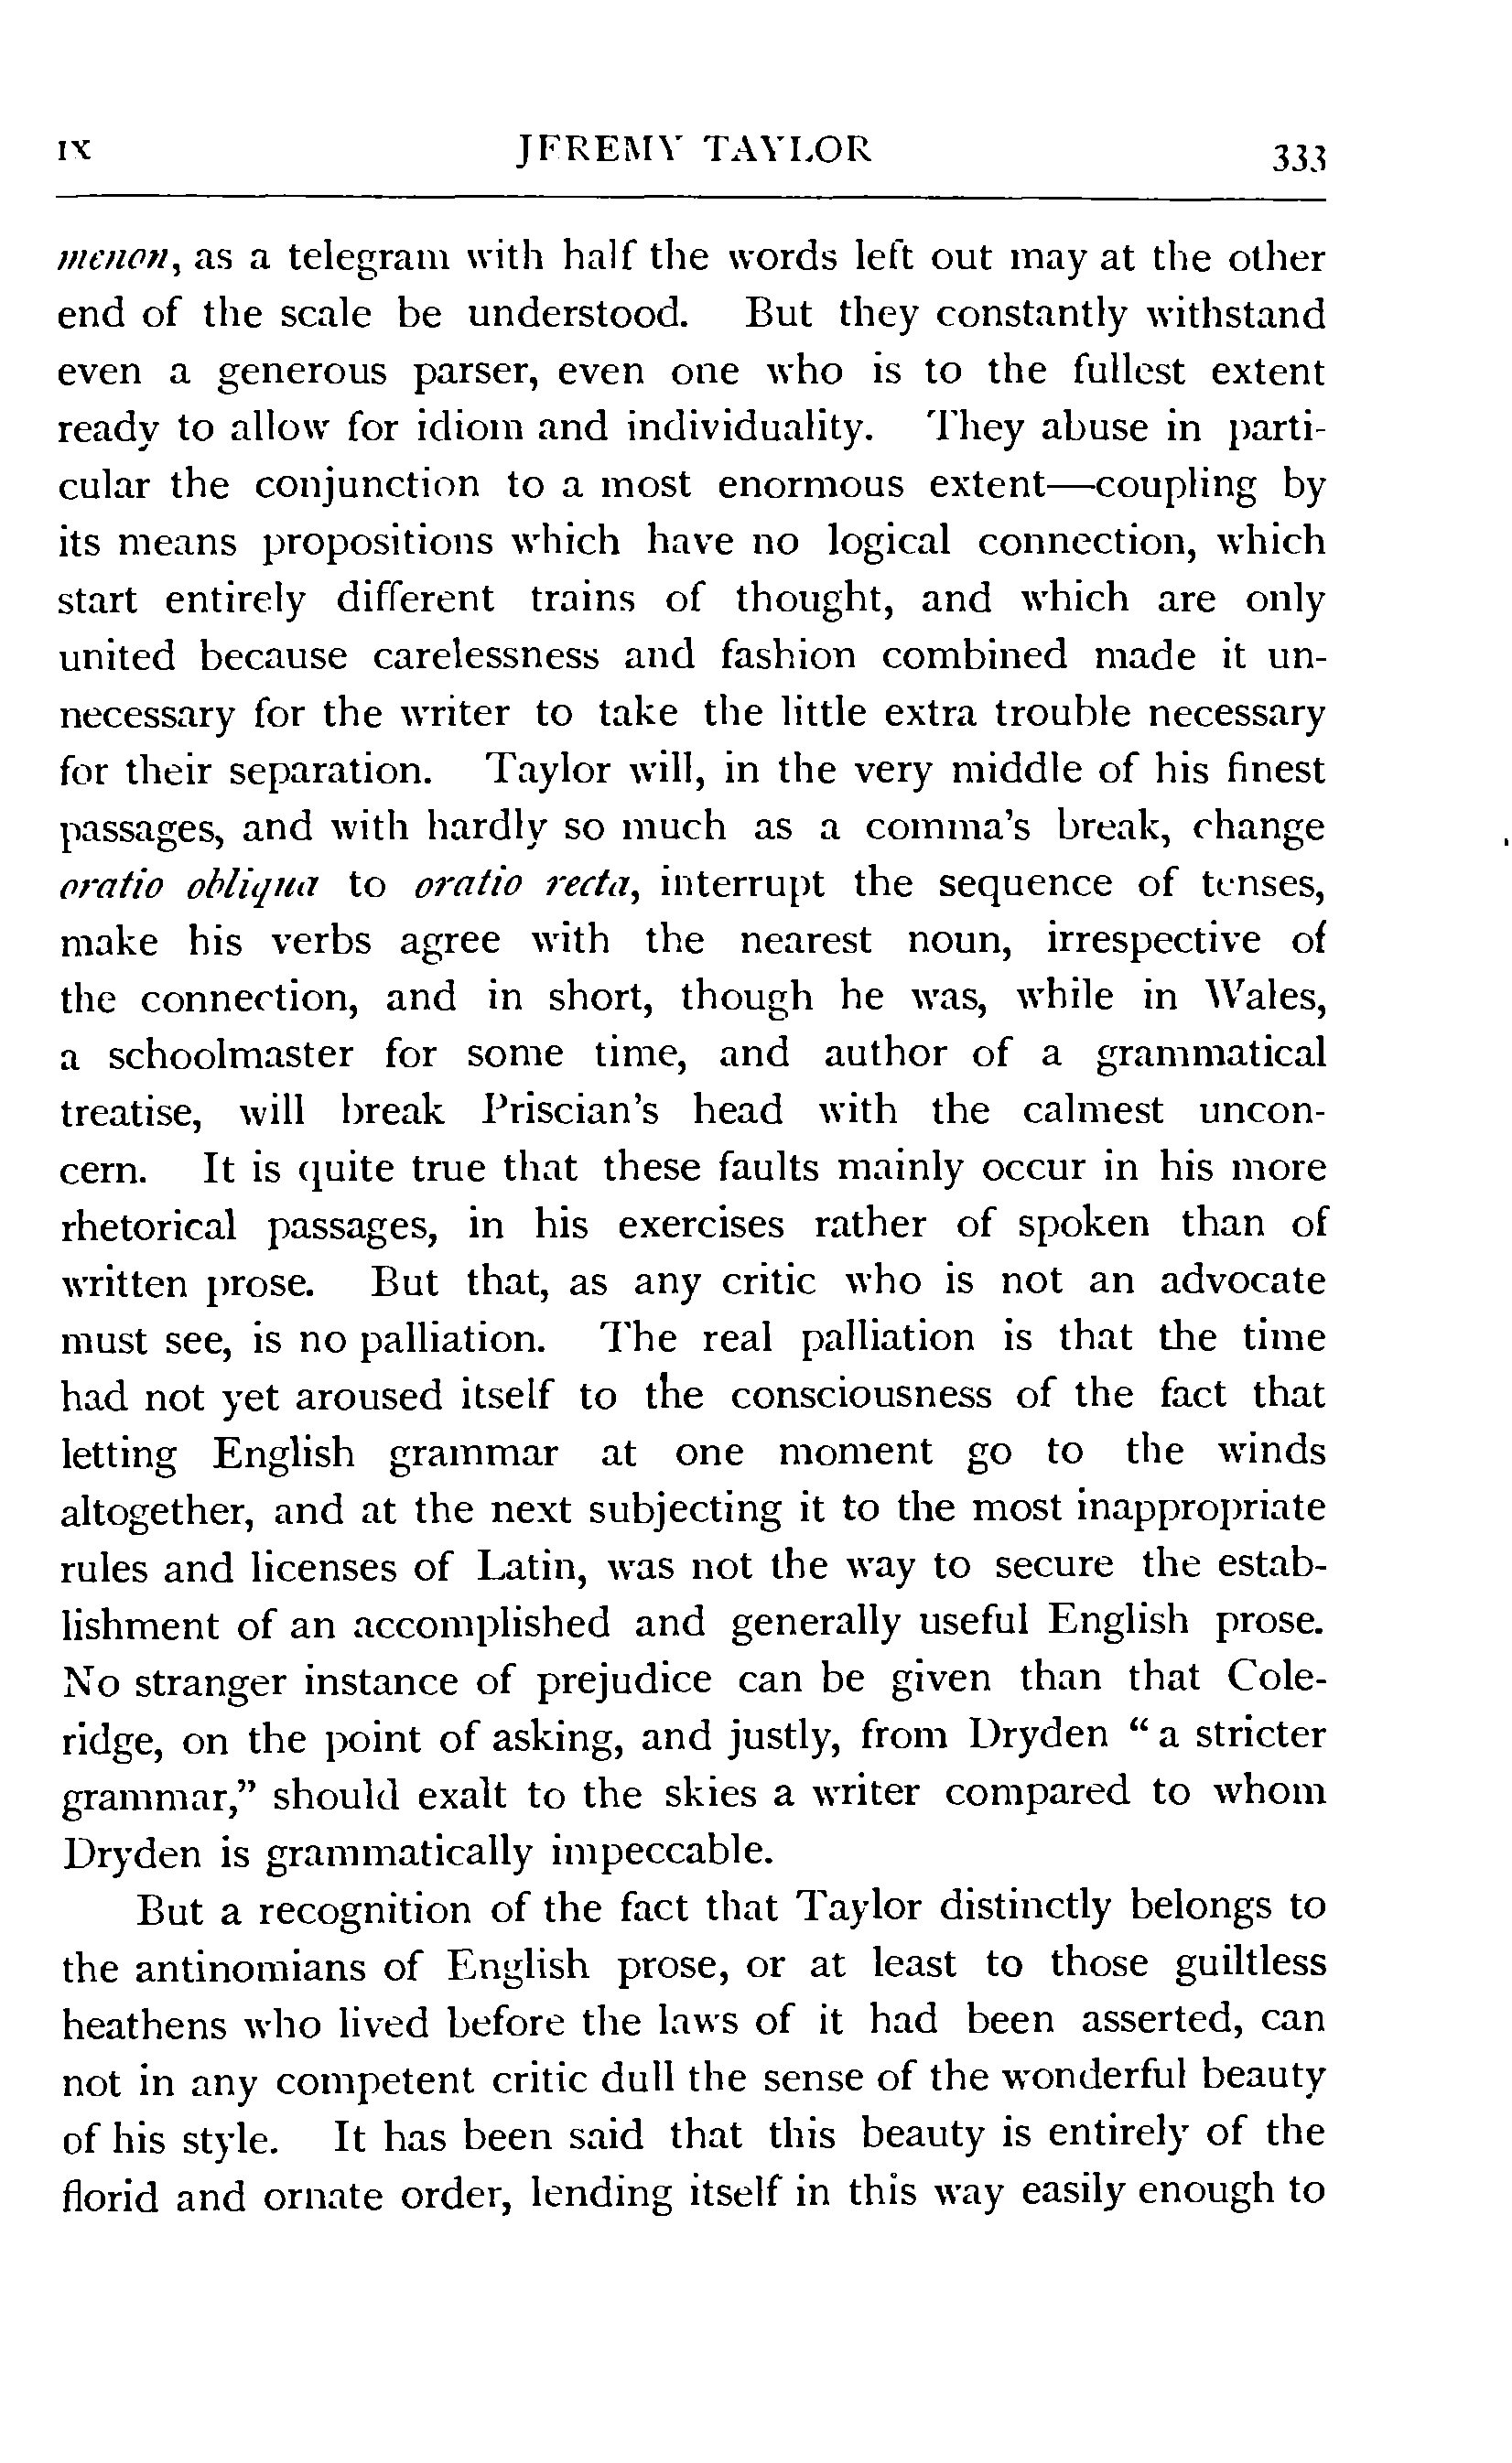 IX JEREMY TAYLOR 333
menon, as a telegram with half the words left out may at the other
end of the scale be understood. But they constantly withstand
even a generous parser, even one who is to the fullest extent
ready to allow for idiom and individuality. They abuse in parti-
cular the conjunction to a most enormous extent—coupling by
its means propositions which have no logical connection, which
start entirely different trains of thought, and which are only
united because carelessness and fashion combined made it un-
necessary for the writer to take the little extra trouble necessary
for their separation. Taylor will, in the very middle of his finest
passages, and with hardly so much as a comma's break, change
oratio obliqua to oratio recta, interrupt the sequence of tenses,
make his verbs agree with the nearest noun, irrespective of
the connection, and in short, though he was, while in Wales,
a schoolmaster for some time, and author of a grammatical
treatise, will break Priscian's head with the calmest uncon-
cern. It is quite true that these faults mainly occur in his more
rhetorical passages, in his exercises rather of spoken than of
written prose. But that, as any critic who is not an advocate
must see, is no palliation. The real palliation is that the time
had not yet aroused itself to the consciousness of the fact that
letting English grammar at one moment go to the winds
altogether, and at the next subjecting it to the most inappropriate
rules and licenses of Latin, was not the way to secure the estab-
lishment of an accomplished and generally useful English prose.
No stranger instance of prejudice can be given than that Cole-
ridge, on the point of asking, and justly, from Dryden “a stricter
grammar,” should exalt to the skies a writer compared to whom
Dryden is grammatically impeccable.
But a recognition of the fact that Taylor distinctly belongs to
the antinomians of English prose, or at least to those guiltless
heathens who lived before the laws of it had been asserted, can
not in any competent critic dull the sense of the wonderful beauty
of his style. It has been said that this beauty is entirely of the
florid and ornate order, lending itself in this way easily enough to